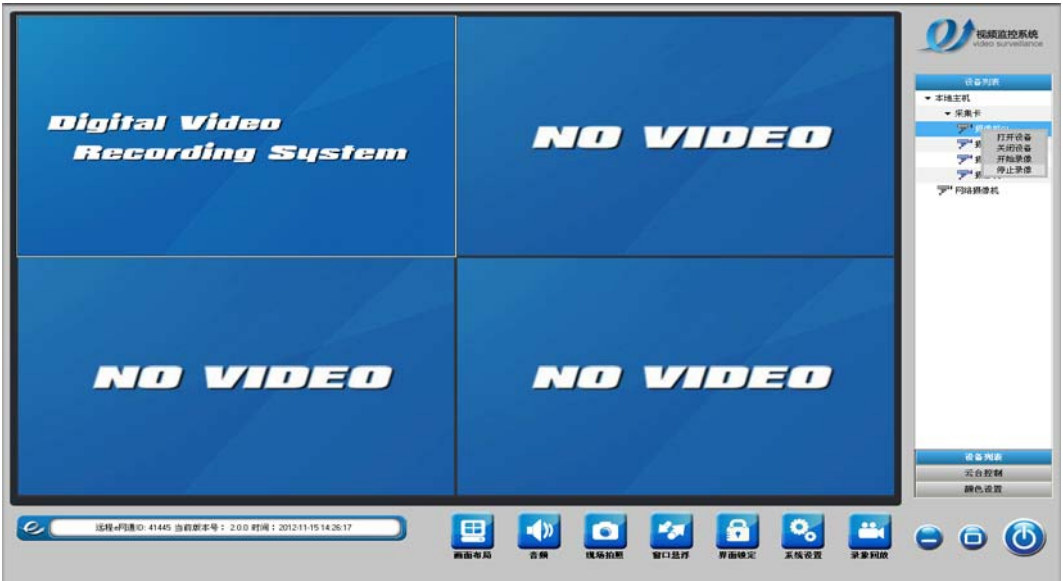 Digital Video
Recording System
NO VIDEO
NO VIDEO
NO VIDEO
视频监控系统
video surveillance
设备列表
本地主机
采集卡
打开设备
关闭设备
开始录像
停止录像
网络摄像机
设备列表
云台控制
颜色设置
远程e网通ID: 41445 当前版本号： 2.0.0 时间：2012-11-15 14:26:17
画面布局
音频
现场拍照
窗口悬浮
界面锁定
系统设置
录象回放